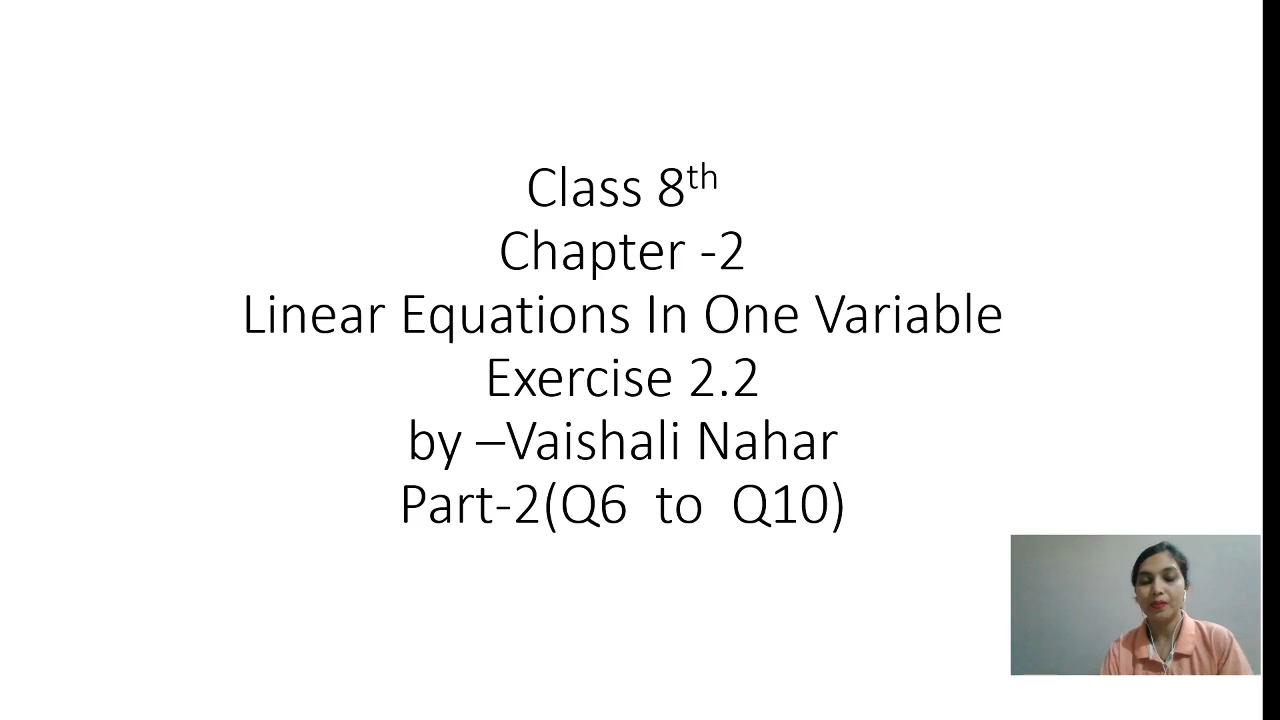 Class 8th
Chapter -2
Linear Equations In One Variable
Exercise 2.2
by –Vaishali Nahar
Part-2(Q6 to Q10)